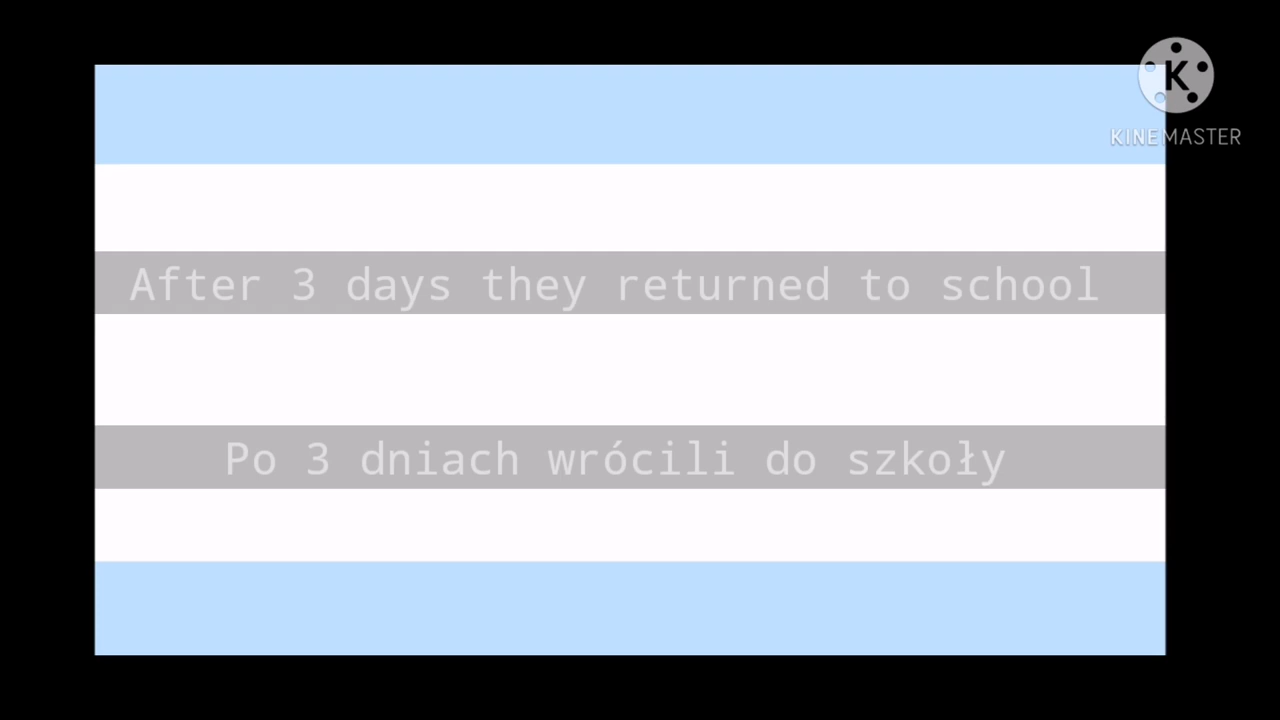 K
KINEMASTER
After 3 days they returned to school
Po 3 dniach wrócili do szkoły